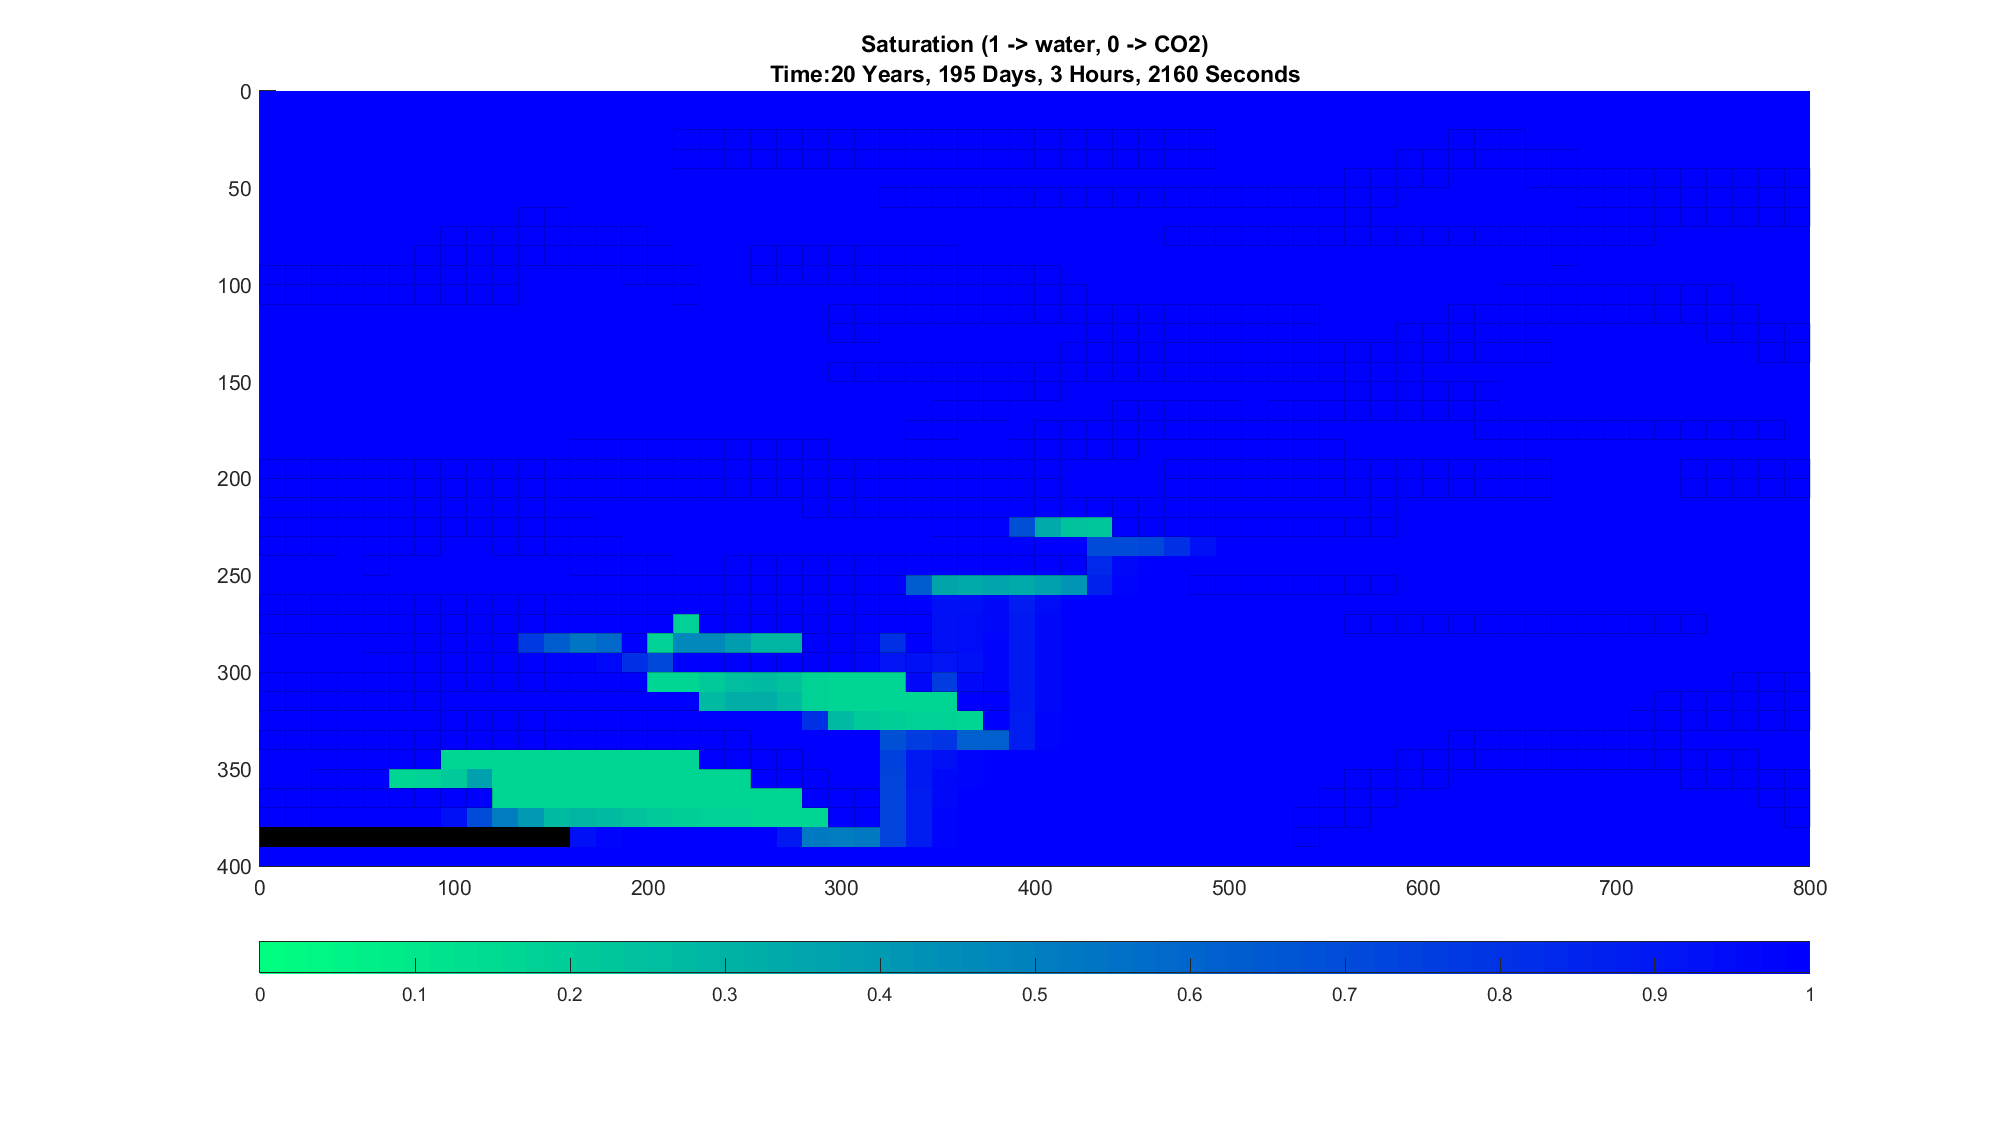 Saturation (1 -> water, 0 -> CO2)
Time:20 Years, 195 Days, 3 Hours, 2160 Seconds
0
50
100
150
200
250
300
350
400
0 100 200 300 400 500 600 700 800
0 0.1 0.2 0.3 0.4 0.5 0.6 0.7 0.8 0.9 1